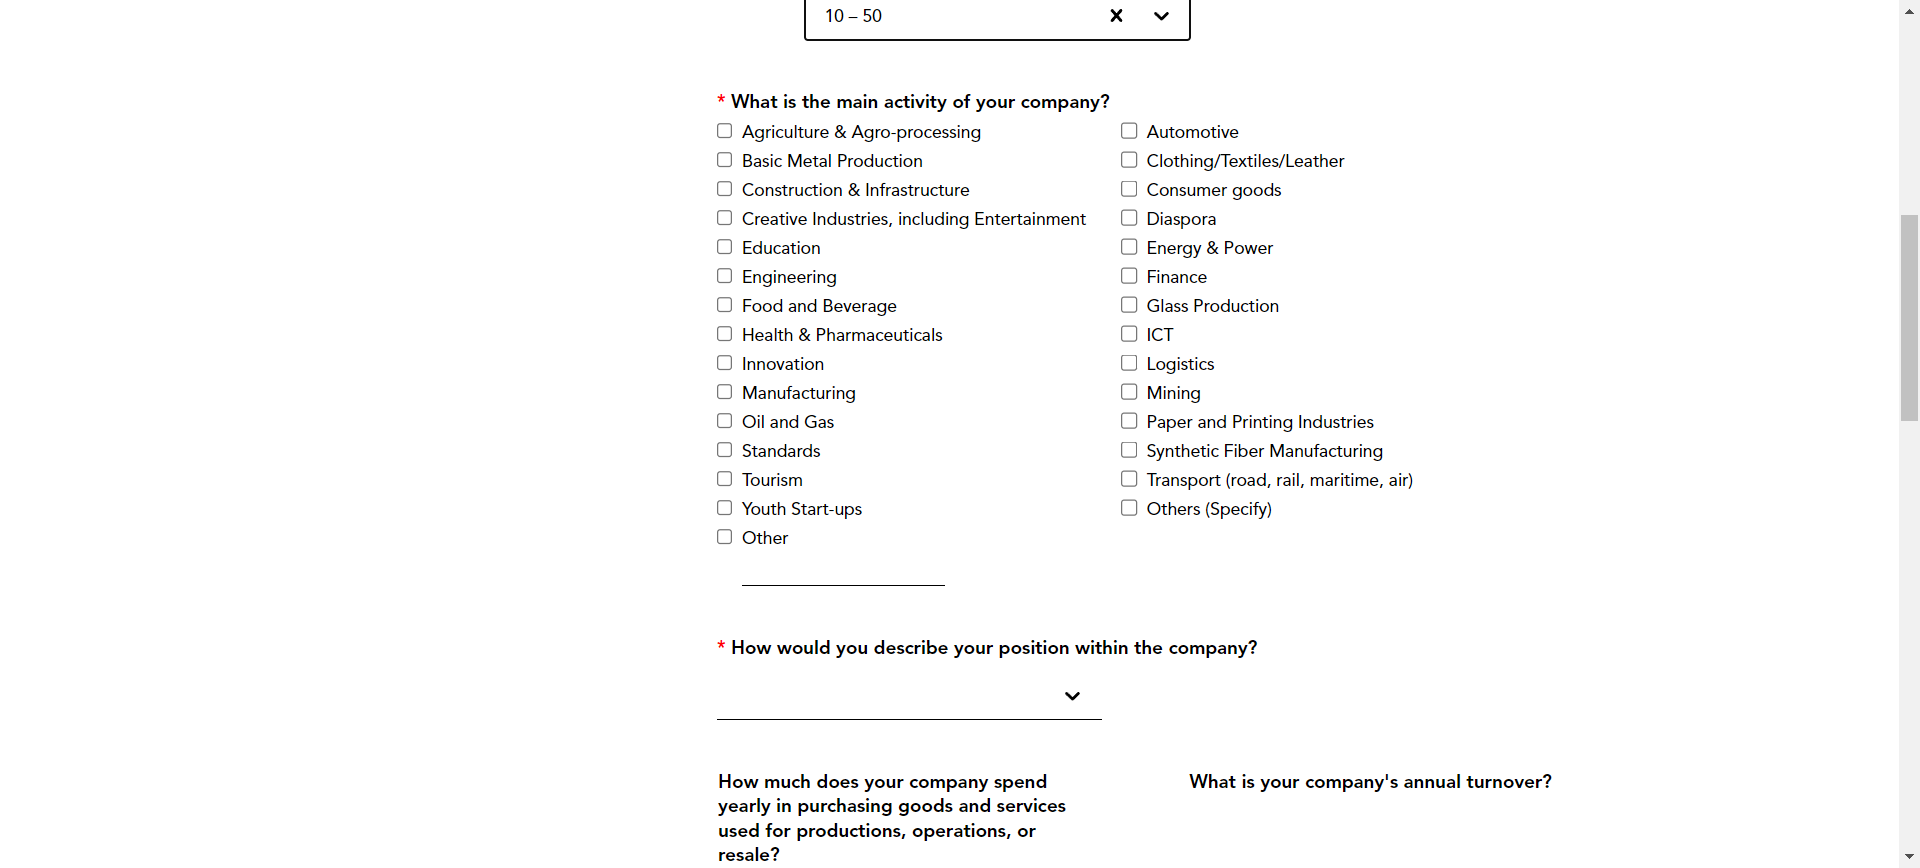 10 – 50
* What is the main activity of your company?
Agriculture & Agro-processing
Automotive
Basic Metal Production
Clothing/Textiles/Leather
Construction & Infrastructure
Consumer goods
Creative Industries, including Entertainment
Diaspora
Education
Energy & Power
Engineering
Finance
Food and Beverage
Glass Production
Health & Pharmaceuticals
ICT
Innovation
Logistics
Manufacturing
Mining
Oil and Gas
Paper and Printing Industries
Standards
Synthetic Fiber Manufacturing
Tourism
Transport (road, rail, maritime, air)
Youth Start-ups
Others (Specify)
Other
* How would you describe your position within the company?
How much does your company spend
yearly in purchasing goods and services
used for productions, operations, or
resale?
What is your company's annual turnover?